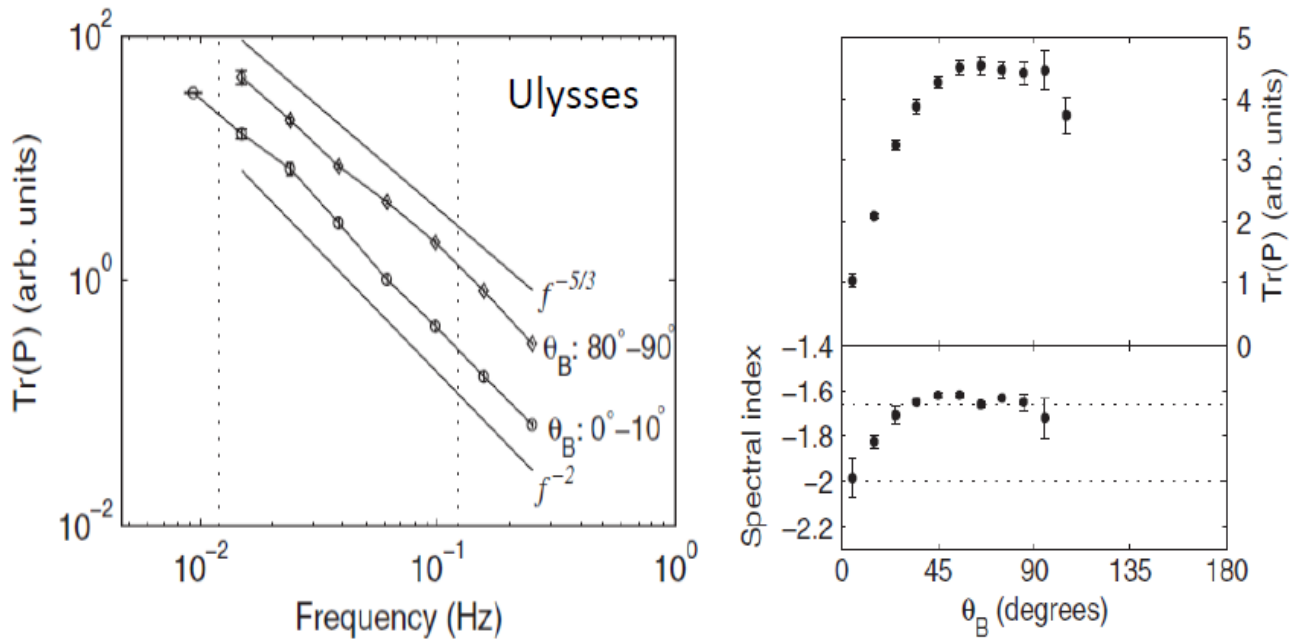 10^2
10^0
10^-2
Tr(P) (arb. units)
Ulysses
f^-5/3
θ_B: 80°–90°
θ_B: 0°–10°
f^-2
10^-2
10^-1
10^0
Frequency (Hz)
5
4
3
2
1
0
Tr(P) (arb. units)
−1.4
−1.6
−1.8
−2
−2.2
Spectral index
0
45
90
135
180
θ_B (degrees)